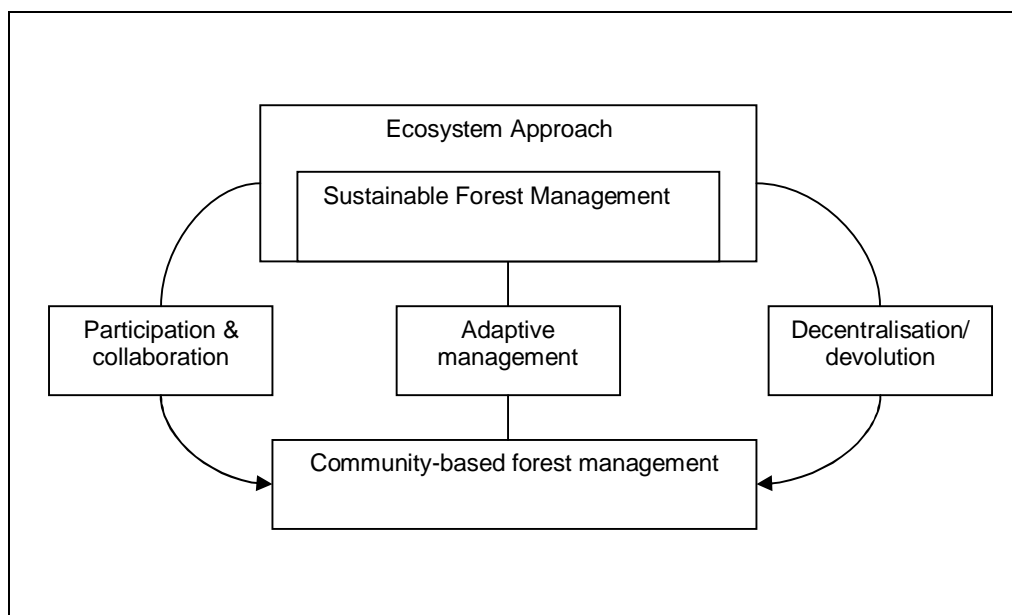 Ecosystem Approach
Sustainable Forest Management
Participation &
collaboration
Adaptive
management
Decentralisation/
devolution
Community-based forest management